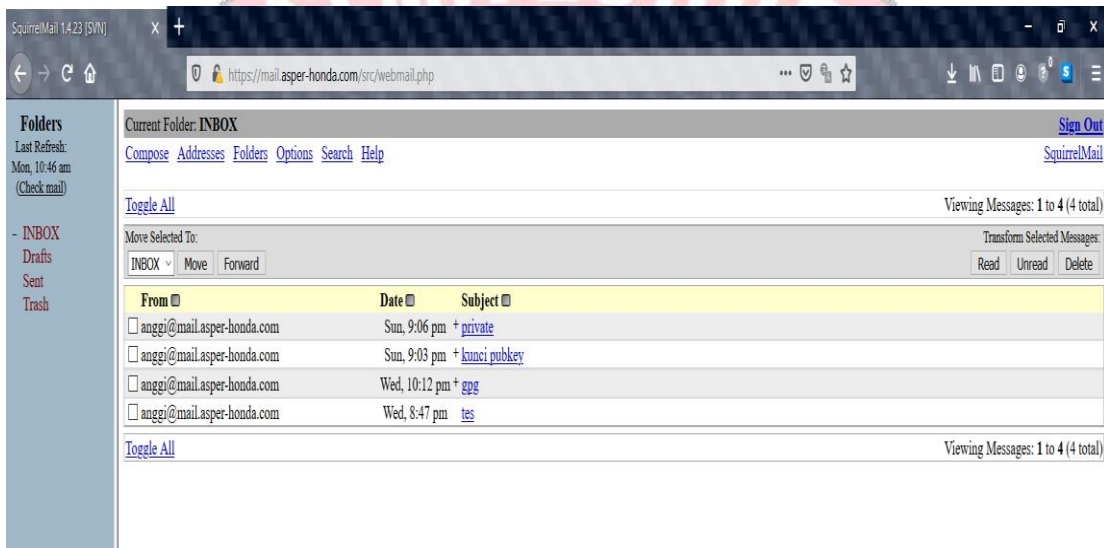 SquirrelMail 1.4.23 [SVN]
https://mail.asper-honda.com/src/webmail.php
Folders
Last Refresh:
Mon, 10:46 am
(Check mail)
- INBOX
Drafts
Sent
Trash
Current Folder: INBOX Sign Out
Compose Addresses Folders Options Search Help SquirrelMail
Toggle All Viewing Messages: 1 to 4 (4 total)
Move Selected To: Transform Selected Messages:
INBOX Move Forward Read Unread Delete
From Date Subject
anggi@mail.asper-honda.com Sun, 9:06 pm + private
anggi@mail.asper-honda.com Sun, 9:03 pm + kunci pubkey
anggi@mail.asper-honda.com Wed, 10:12 pm + gpg
anggi@mail.asper-honda.com Wed, 8:47 pm tes
Toggle All Viewing Messages: 1 to 4 (4 total)